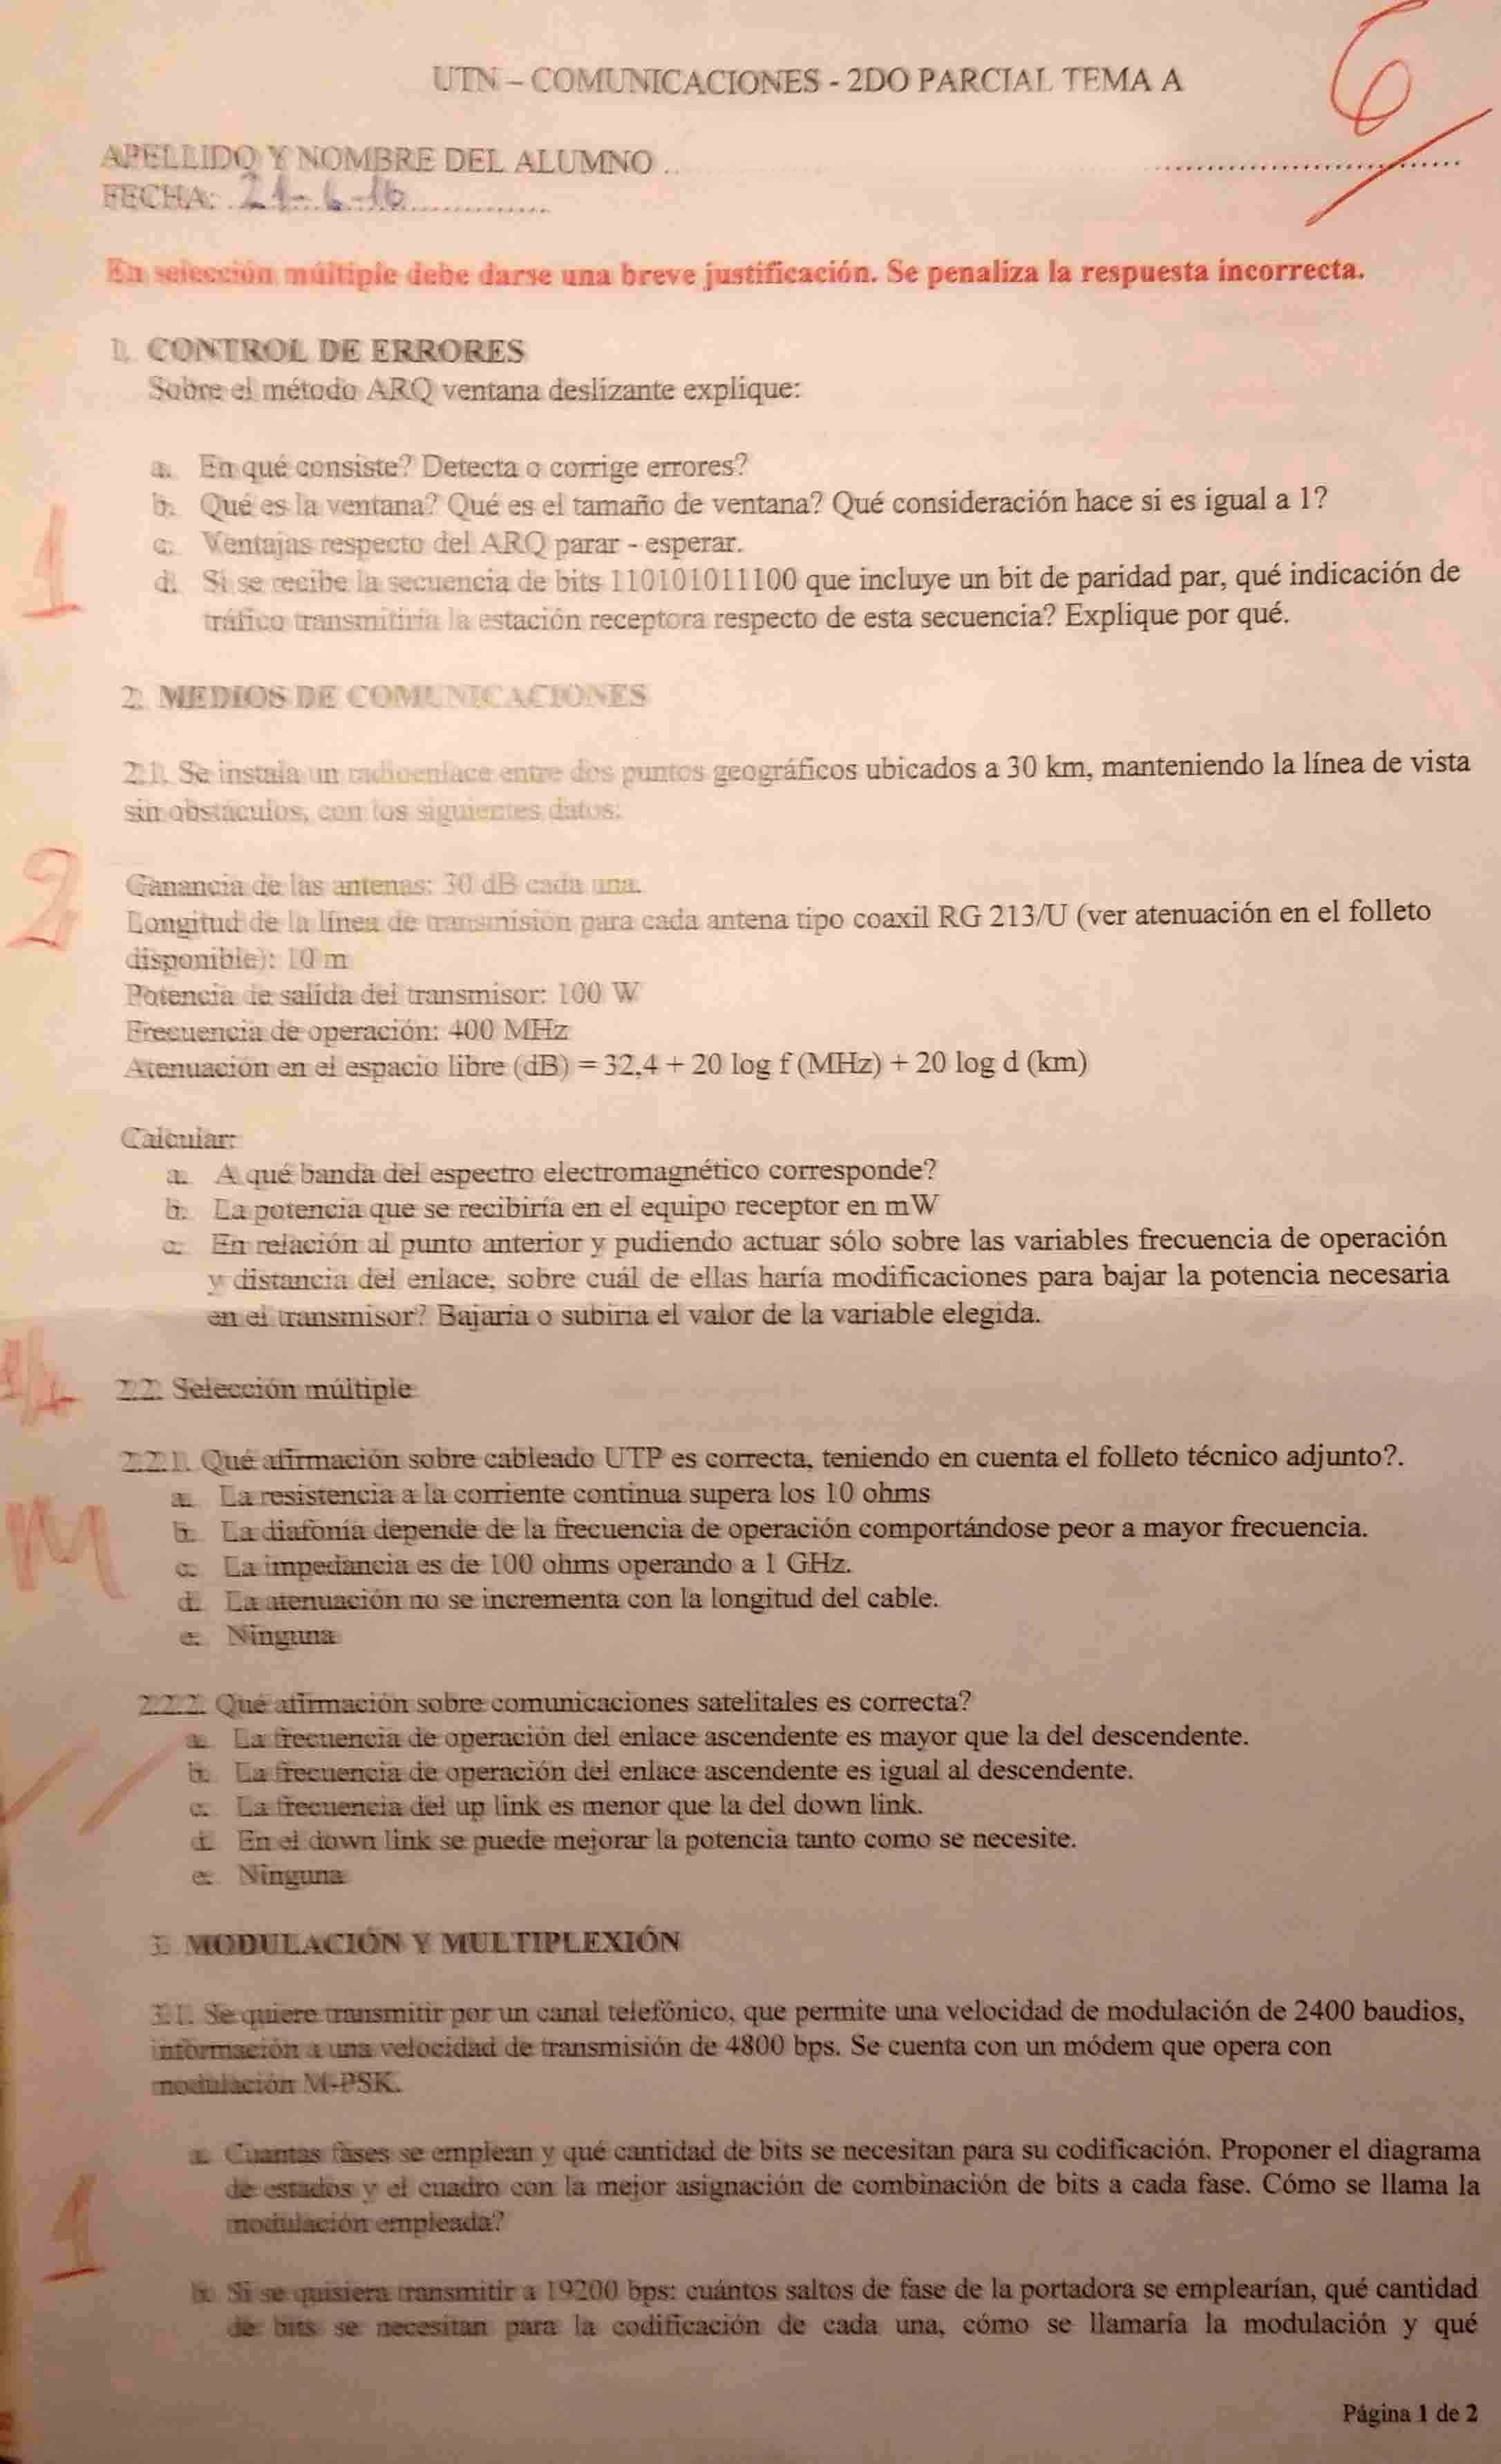 6
UTN – COMUNICACIONES - 2DO PARCIAL TEMA A
APELLIDO Y NOMBRE DEL ALUMNO
FECHA: 21-6-16
En selección múltiple debe darse una breve justificación. Se penaliza la respuesta incorrecta.
1. CONTROL DE ERRORES
Sobre el método ARQ ventana deslizante explique:
a. En qué consiste? Detecta o corrige errores?
b. Qué es la ventana? Qué es el tamaño de ventana? Qué consideración hace si es igual a 1?
1
c. Ventajas respecto del ARQ parar - esperar.
d. Si se recibe la secuencia de bits 110101011100 que incluye un bit de paridad par, qué indicación de
tráfico transmitiría la estación receptora respecto de esta secuencia? Explique por qué.
2. MEDIOS DE COMUNICACIONES
2.1. Se instala un radioenlace entre dos puntos geográficos ubicados a 30 km, manteniendo la línea de vista
sin obstáculos, con los siguientes datos:
2
Ganancia de las antenas: 30 dB cada una.
Longitud de la línea de transmisión para cada antena tipo coaxil RG 213/U (ver atenuación en el folleto
disponible): 10 m
Potencia de salida del transmisor: 100 W
Frecuencia de operación: 400 MHz
Atenuación en el espacio libre (dB) = 32,4 + 20 log f (MHz) + 20 log d (km)
Calcular:
a. A qué banda del espectro electromagnético corresponde?
b. La potencia que se recibiría en el equipo receptor en mW
c. En relación al punto anterior y pudiendo actuar sólo sobre las variables frecuencia de operación
y distancia del enlace, sobre cuál de ellas haría modificaciones para bajar la potencia necesaria
en el transmisor? Bajaría o subiría el valor de la variable elegida.
2.2. Selección múltiple
2.2.1. Qué afirmación sobre cableado UTP es correcta, teniendo en cuenta el folleto técnico adjunto?.
a. La resistencia a la corriente continua supera los 10 ohms
b. La diafonía depende de la frecuencia de operación comportándose peor a mayor frecuencia.
M
c. La impedancia es de 100 ohms operando a 1 GHz.
d. La atenuación no se incrementa con la longitud del cable.
e. Ninguna
2.2.2. Qué afirmación sobre comunicaciones satelitales es correcta?
a. La frecuencia de operación del enlace ascendente es mayor que la del descendente.
b. La frecuencia de operación del enlace ascendente es igual al descendente.
c. La frecuencia del up link es menor que la del down link.
d. En el down link se puede mejorar la potencia tanto como se necesite.
e. Ninguna
3. MODULACIÓN Y MULTIPLEXIÓN
3.1. Se quiere transmitir por un canal telefónico, que permite una velocidad de modulación de 2400 baudios,
información a una velocidad de transmisión de 4800 bps. Se cuenta con un módem que opera con
modulación M-PSK.
a. Cuantas fases se emplean y qué cantidad de bits se necesitan para su codificación. Proponer el diagrama
de estados y el cuadro con la mejor asignación de combinación de bits a cada fase. Cómo se llama la
modulación empleada?
1
b. Si se quisiera transmitir a 19200 bps: cuántos saltos de fase de la portadora se emplearían, qué cantidad
de bits se necesitan para la codificación de cada una, cómo se llamaría la modulación y qué
Página 1 de 2